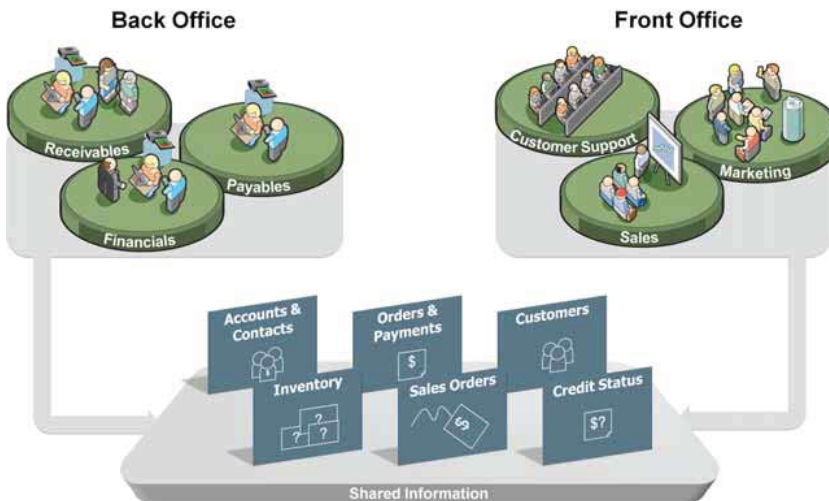 Back Office
Front Office
Receivables
Payables
Financials
Customer Support
Marketing
Sales
Accounts &
Contacts
Orders &
Payments
$
Customers
Inventory
?
? ?
Sales Orders
$
Credit Status
$?
Shared Information